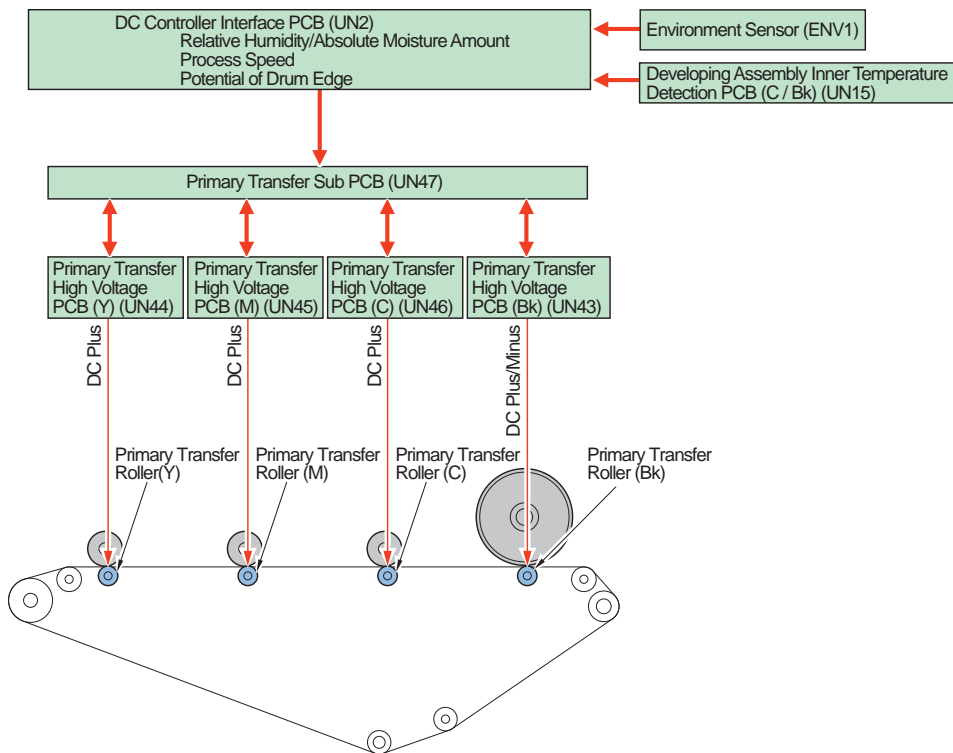 DC Controller Interface PCB (UN2)
Relative Humidity/Absolute Moisture Amount
Process Speed
Potential of Drum Edge
Environment Sensor (ENV1)
Developing Assembly Inner Temperature
Detection PCB (C / Bk) (UN15)
Primary Transfer Sub PCB (UN47)
Primary Transfer
High Voltage
PCB (Y) (UN44)
Primary Transfer
High Voltage
PCB (M) (UN45)
Primary Transfer
High Voltage
PCB (C) (UN46)
Primary Transfer
High Voltage
PCB (Bk) (UN43)
DC Plus
DC Plus
DC Plus
DC Plus/Minus
Primary Transfer
Roller(Y)
Primary Transfer
Roller (M)
Primary Transfer
Roller (C)
Primary Transfer
Roller (Bk)